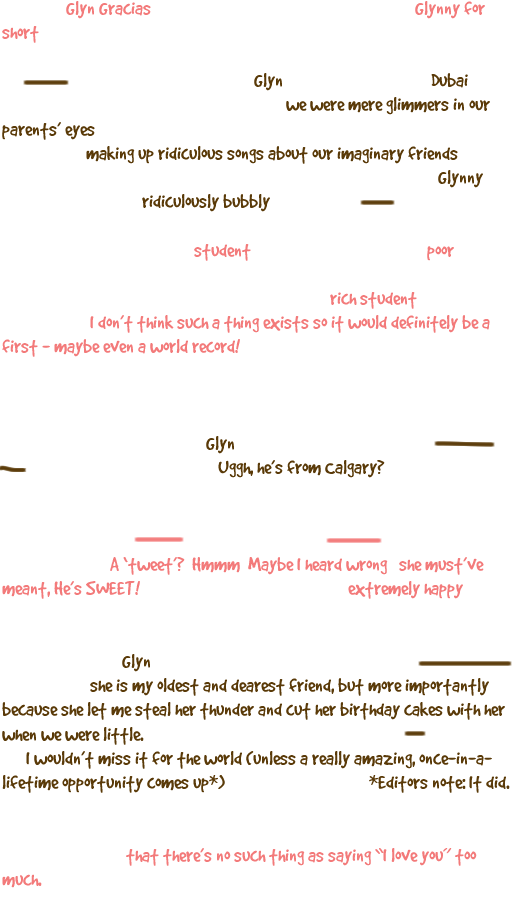 Glyn Gracias Glynny for
short
Glyn Dubai
we were mere glimmers in our
parents' eyes
making up ridiculous songs about our imaginary friends
Glynny
ridiculously bubbly
student poor
rich student
I don't think such a thing exists so it would definitely be a
first - maybe even a world record!
Glyn
Uggh, he's from Calgary?
A 'tweet'? Hmmm Maybe I heard wrong she must've
meant, He's SWEET! extremely happy
Glyn
she is my oldest and dearest friend, but more importantly
because she let me steal her thunder and cut her birthday cakes with her
when we were little.
I wouldn't miss it for the world (unless a really amazing, once-in-a-
lifetime opportunity comes up*) *Editors note: It did.
that there's no such thing as saying "I love you" too
much.